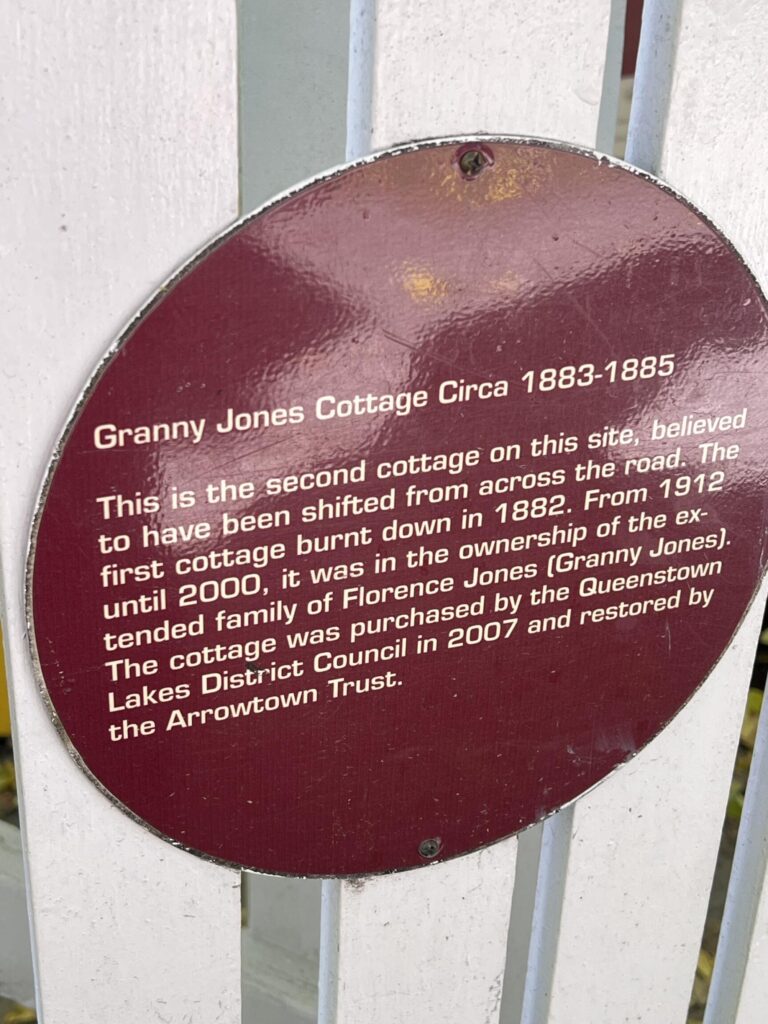 Granny Jones Cottage Circa 1883-1885
This is the second cottage on this site, believed
to have been shifted from across the road. The
first cottage burnt down in 1882. From 1912
until 2000, it was in the ownership of the ex-
tended family of Florence Jones (Granny Jones).
The cottage was purchased by the Queenstown
Lakes District Council in 2007 and restored by
the Arrowtown Trust.